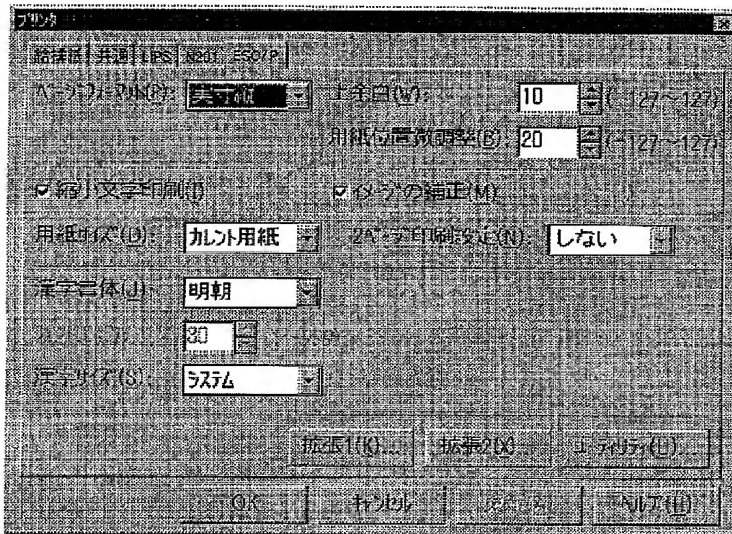 プリンタ
給排紙 共通 LIPS N201 ESC/P
ページフォーマット(P): 実寸縦 上余白(W): 10 (-127～127)
用紙位置微調整(B): 20 (-127～127)
縮小文字印刷(T) イメージの補正(M)
用紙サイズ(D): カレント用紙 2ページ印刷設定(N): しない
漢字書体(J): 明朝
30
漢字サイズ(S): システム
拡張1(K)... 拡張2(X)... ユーティリティ(L)...
OK キャンセル ヘルプ(H)